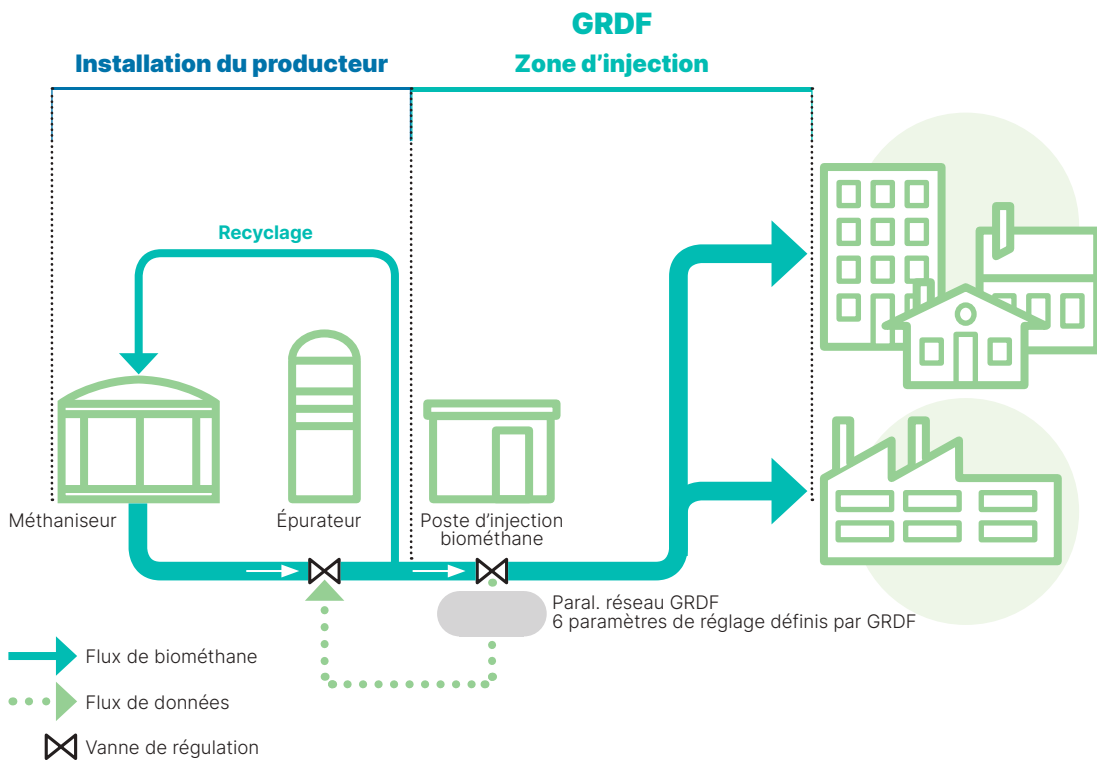 GRDF
Installation du producteur
Zone d’injection
Recyclage
Méthaniseur
Épurateur
Poste d’injection
biométhane
Paral. réseau GRDF
6 paramètres de réglage définis par GRDF
Flux de biométhane
Flux de données
Vanne de régulation